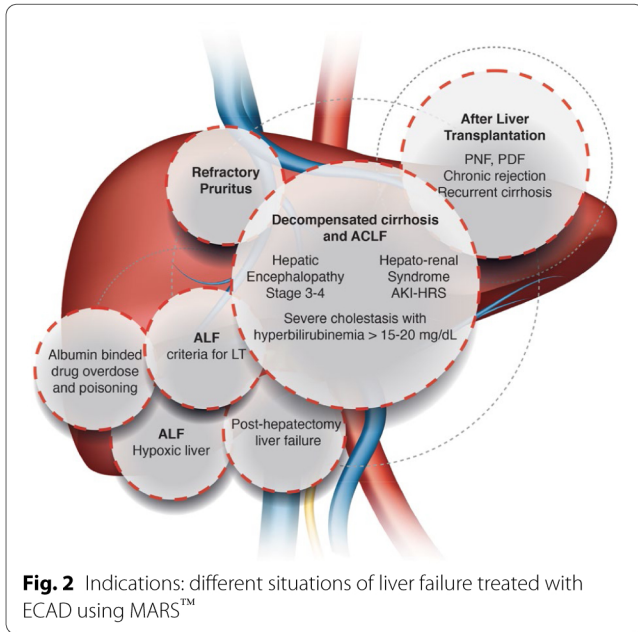 After Liver
Transplantation
PNF, PDF
Chronic rejection
Recurrent cirrhosis
Refractory
Pruritus
Decompensated cirrhosis
and ACLF
Hepatic
Encephalopathy
Stage 3-4
Hepato-renal
Syndrome
AKI-HRS
Severe cholestasis with
hyperbilirubinemia > 15-20 mg/dL
ALF
criteria for LT
Albumin binded
drug overdose
and poisoning
ALF
Hypoxic liver
Post-hepatectomy
liver failure
Fig. 2 Indications: different situations of liver failure treated with
ECAD using MARS™